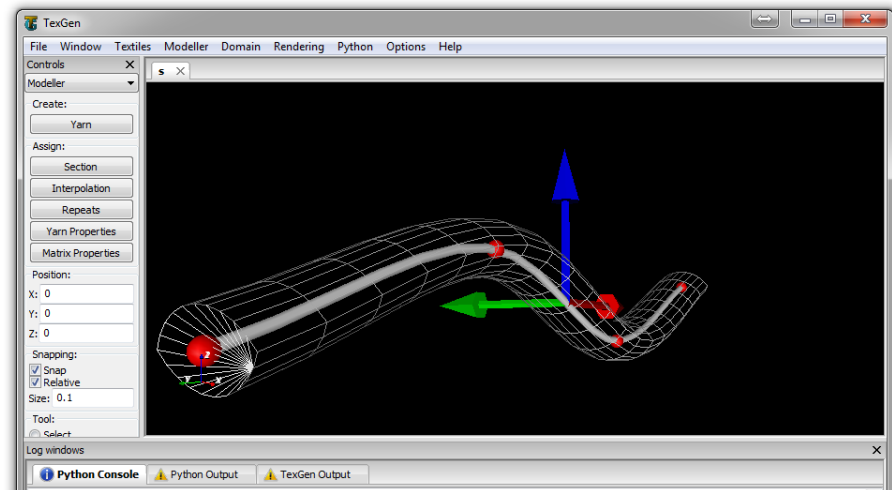 TexGen
File Window Textiles Modeller Domain Rendering Python Options Help
Controls
Modeller
s
Create:
Yarn
Assign:
Section
Interpolation
Repeats
Yarn Properties
Matrix Properties
Position:
X: 0
Y: 0
Z: 0
Snapping:
Snap
Relative
Size: 0.1
Tool:
Select
z
Y X
Log windows
Python Console Python Output TexGen Output